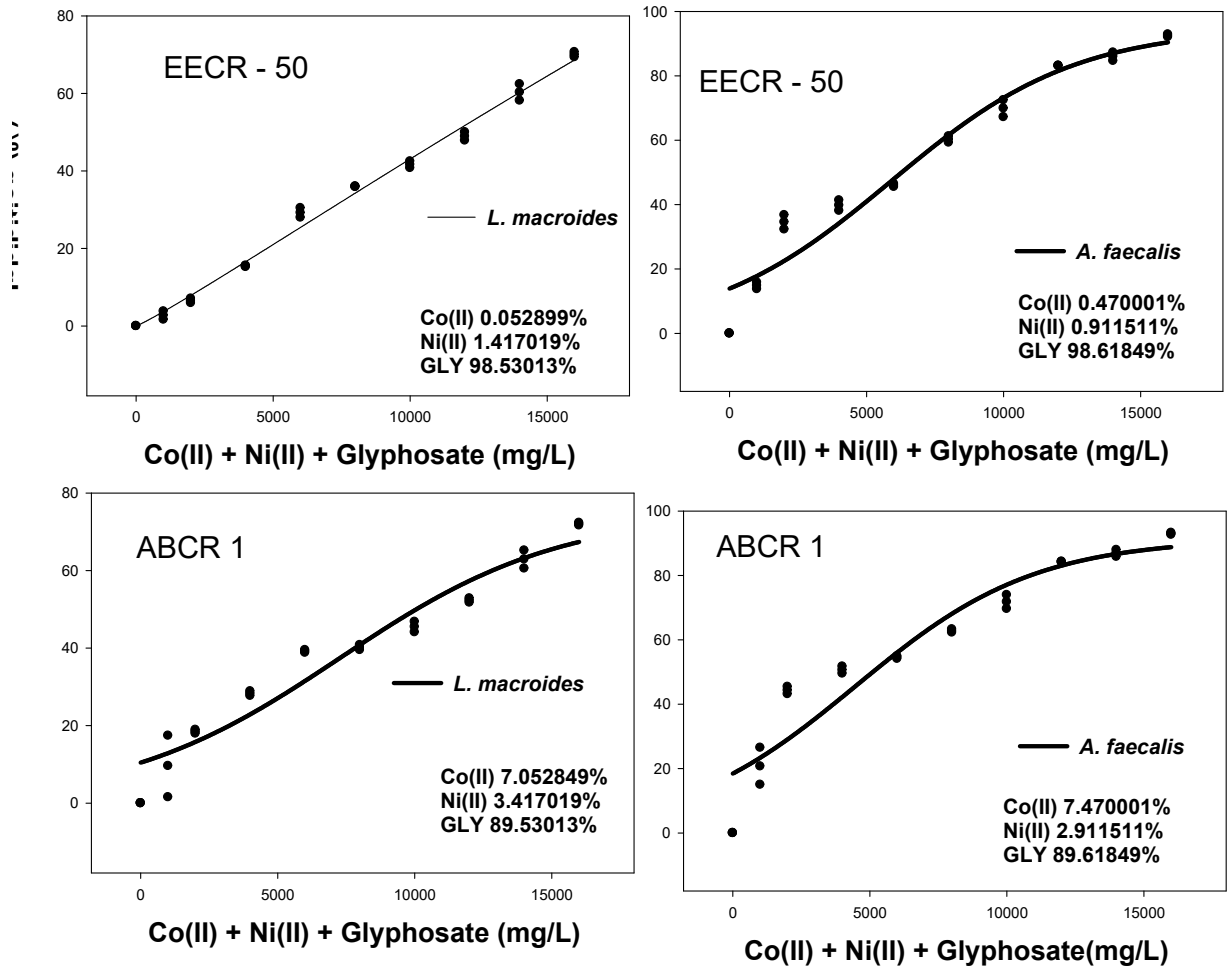 80
60
40
20
0
EECR - 50
L. macroides
Co(II) 0.052899%
Ni(II) 1.417019%
GLY 98.53013%
0 5000 10000 15000
Co(II) + Ni(II) + Glyphosate (mg/L)
100
80
60
40
20
0
EECR - 50
A. faecalis
Co(II) 0.470001%
Ni(II) 0.911511%
GLY 98.61849%
0 5000 10000 15000
Co(II) + Ni(II) + Glyphosate (mg/L)
80
60
40
20
0
ABCR 1
L. macroides
Co(II) 7.052849%
Ni(II) 3.417019%
GLY 89.53013%
0 5000 10000 15000
Co(II) + Ni(II) + Glyphosate (mg/L)
100
80
60
40
20
0
ABCR 1
A. faecalis
Co(II) 7.470001%
Ni(II) 2.911511%
GLY 89.61849%
0 5000 10000 15000
Co(II) + Ni(II) + Glyphosate(mg/L)